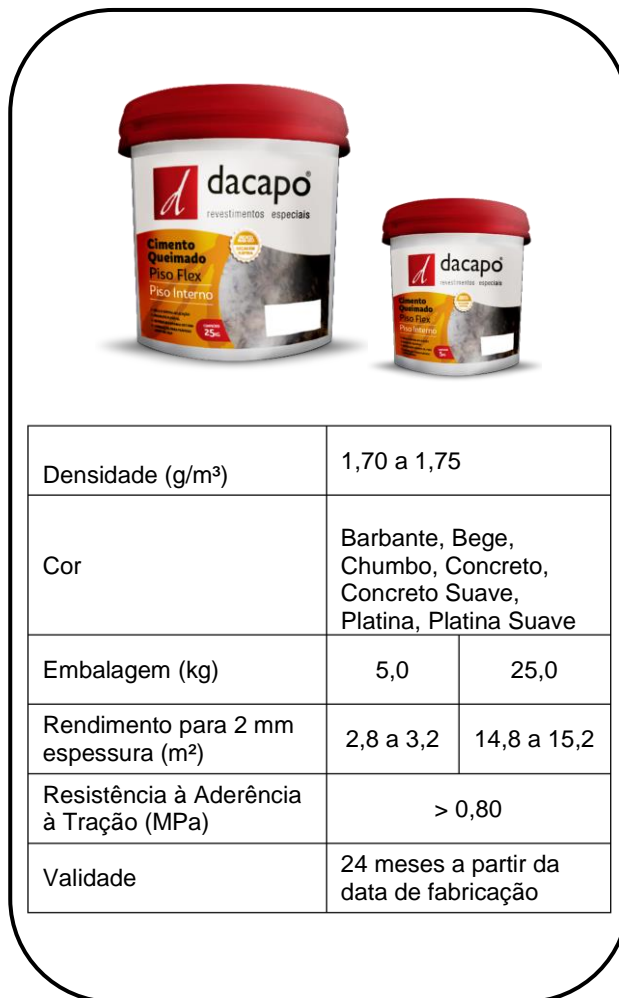 dacapo®
revestimentos especiais
Cimento
Queimado
Piso Flex
Piso Interno
25KG
dacapo®
revestimentos especiais
Cimento
Queimado
Piso Flex
Piso Interno
Densidade (g/m³)
1,70 a 1,75
Cor
Barbante, Bege,
Chumbo, Concreto,
Concreto Suave,
Platina, Platina Suave
Embalagem (kg)
5,0
25,0
Rendimento para 2 mm
espessura (m²)
2,8 a 3,2
14,8 a 15,2
Resistência à Aderência
à Tração (MPa)
> 0,80
Validade
24 meses a partir da
data de fabricação